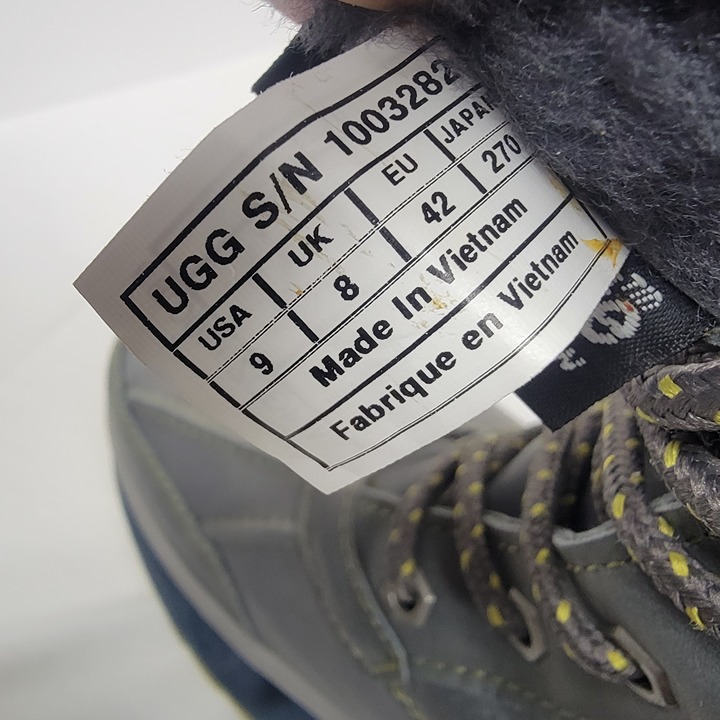 UGG S/N 1003282
USA UK EU JAPAN
9 8 42 270
Made In Vietnam
Fabrique en Vietnam